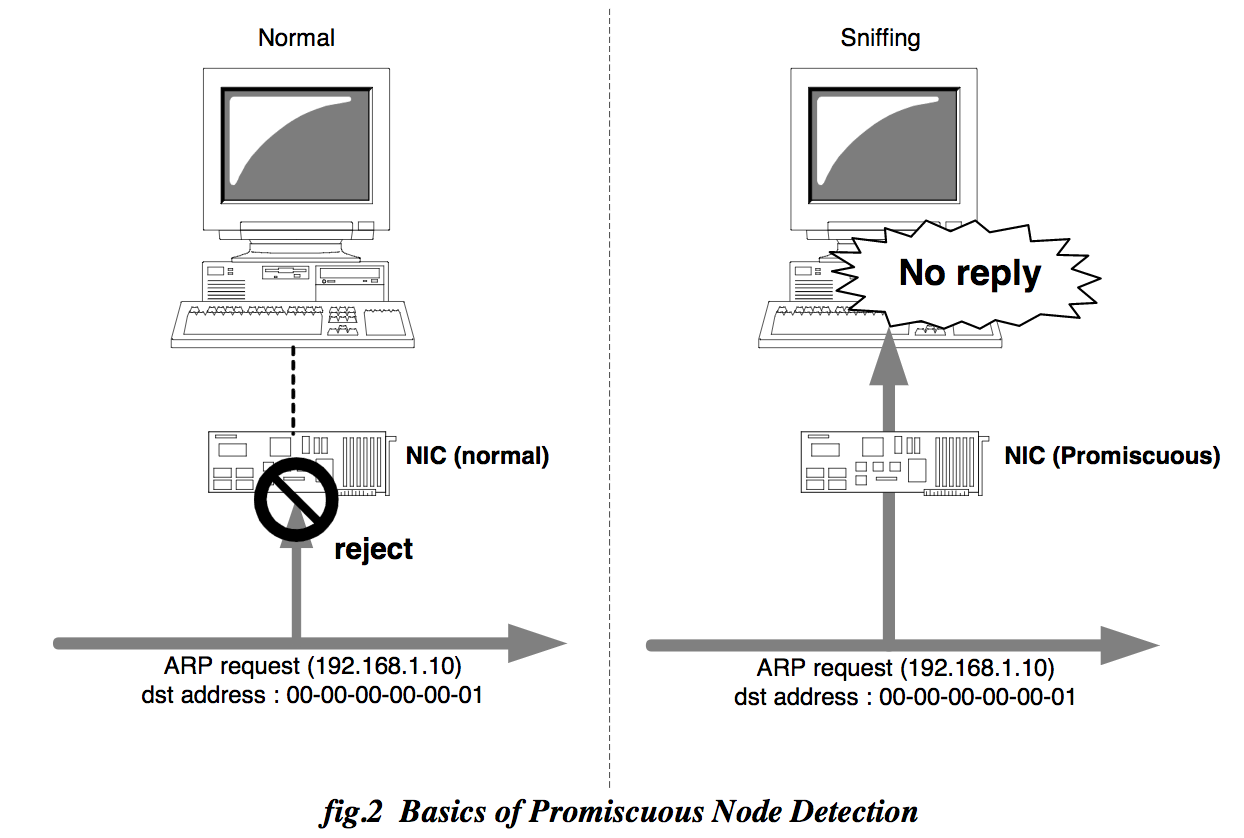 Normal
Sniffing
No reply
NIC (normal)
NIC (Promiscuous)
reject
ARP request (192.168.1.10)
dst address : 00-00-00-00-00-01
ARP request (192.168.1.10)
dst address : 00-00-00-00-00-01
fig.2 Basics of Promiscuous Node Detection